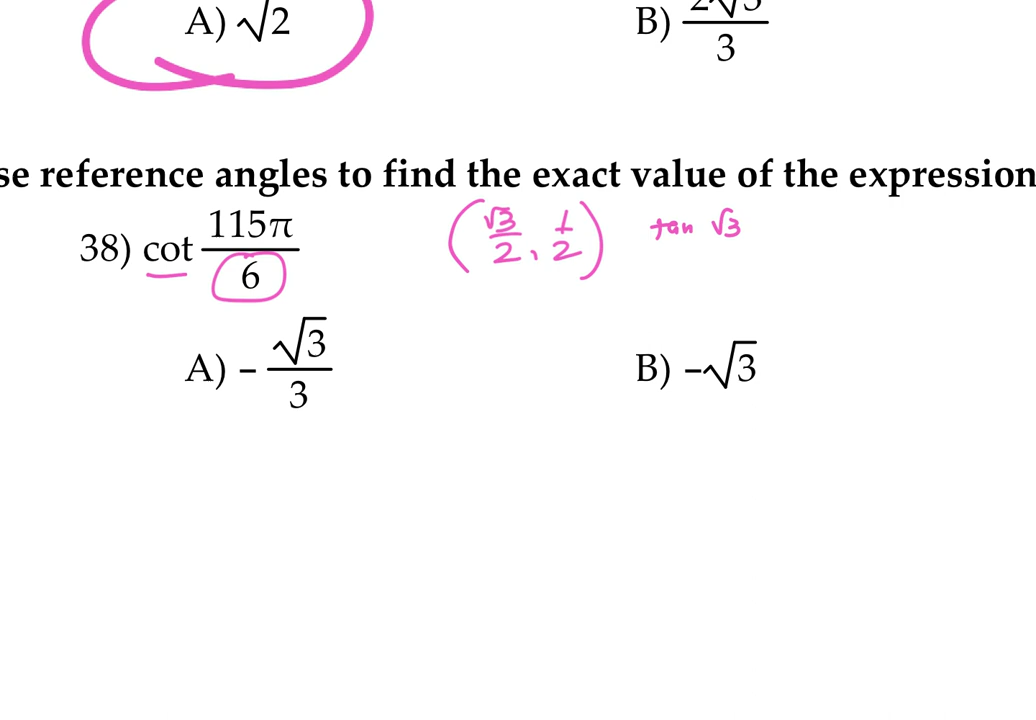 A) √2 B) 2√3/3
se reference angles to find the exact value of the expression
38) cot 115π/6 (√3/2, 1/2) tan √3
A) -√3/3 B) -√3